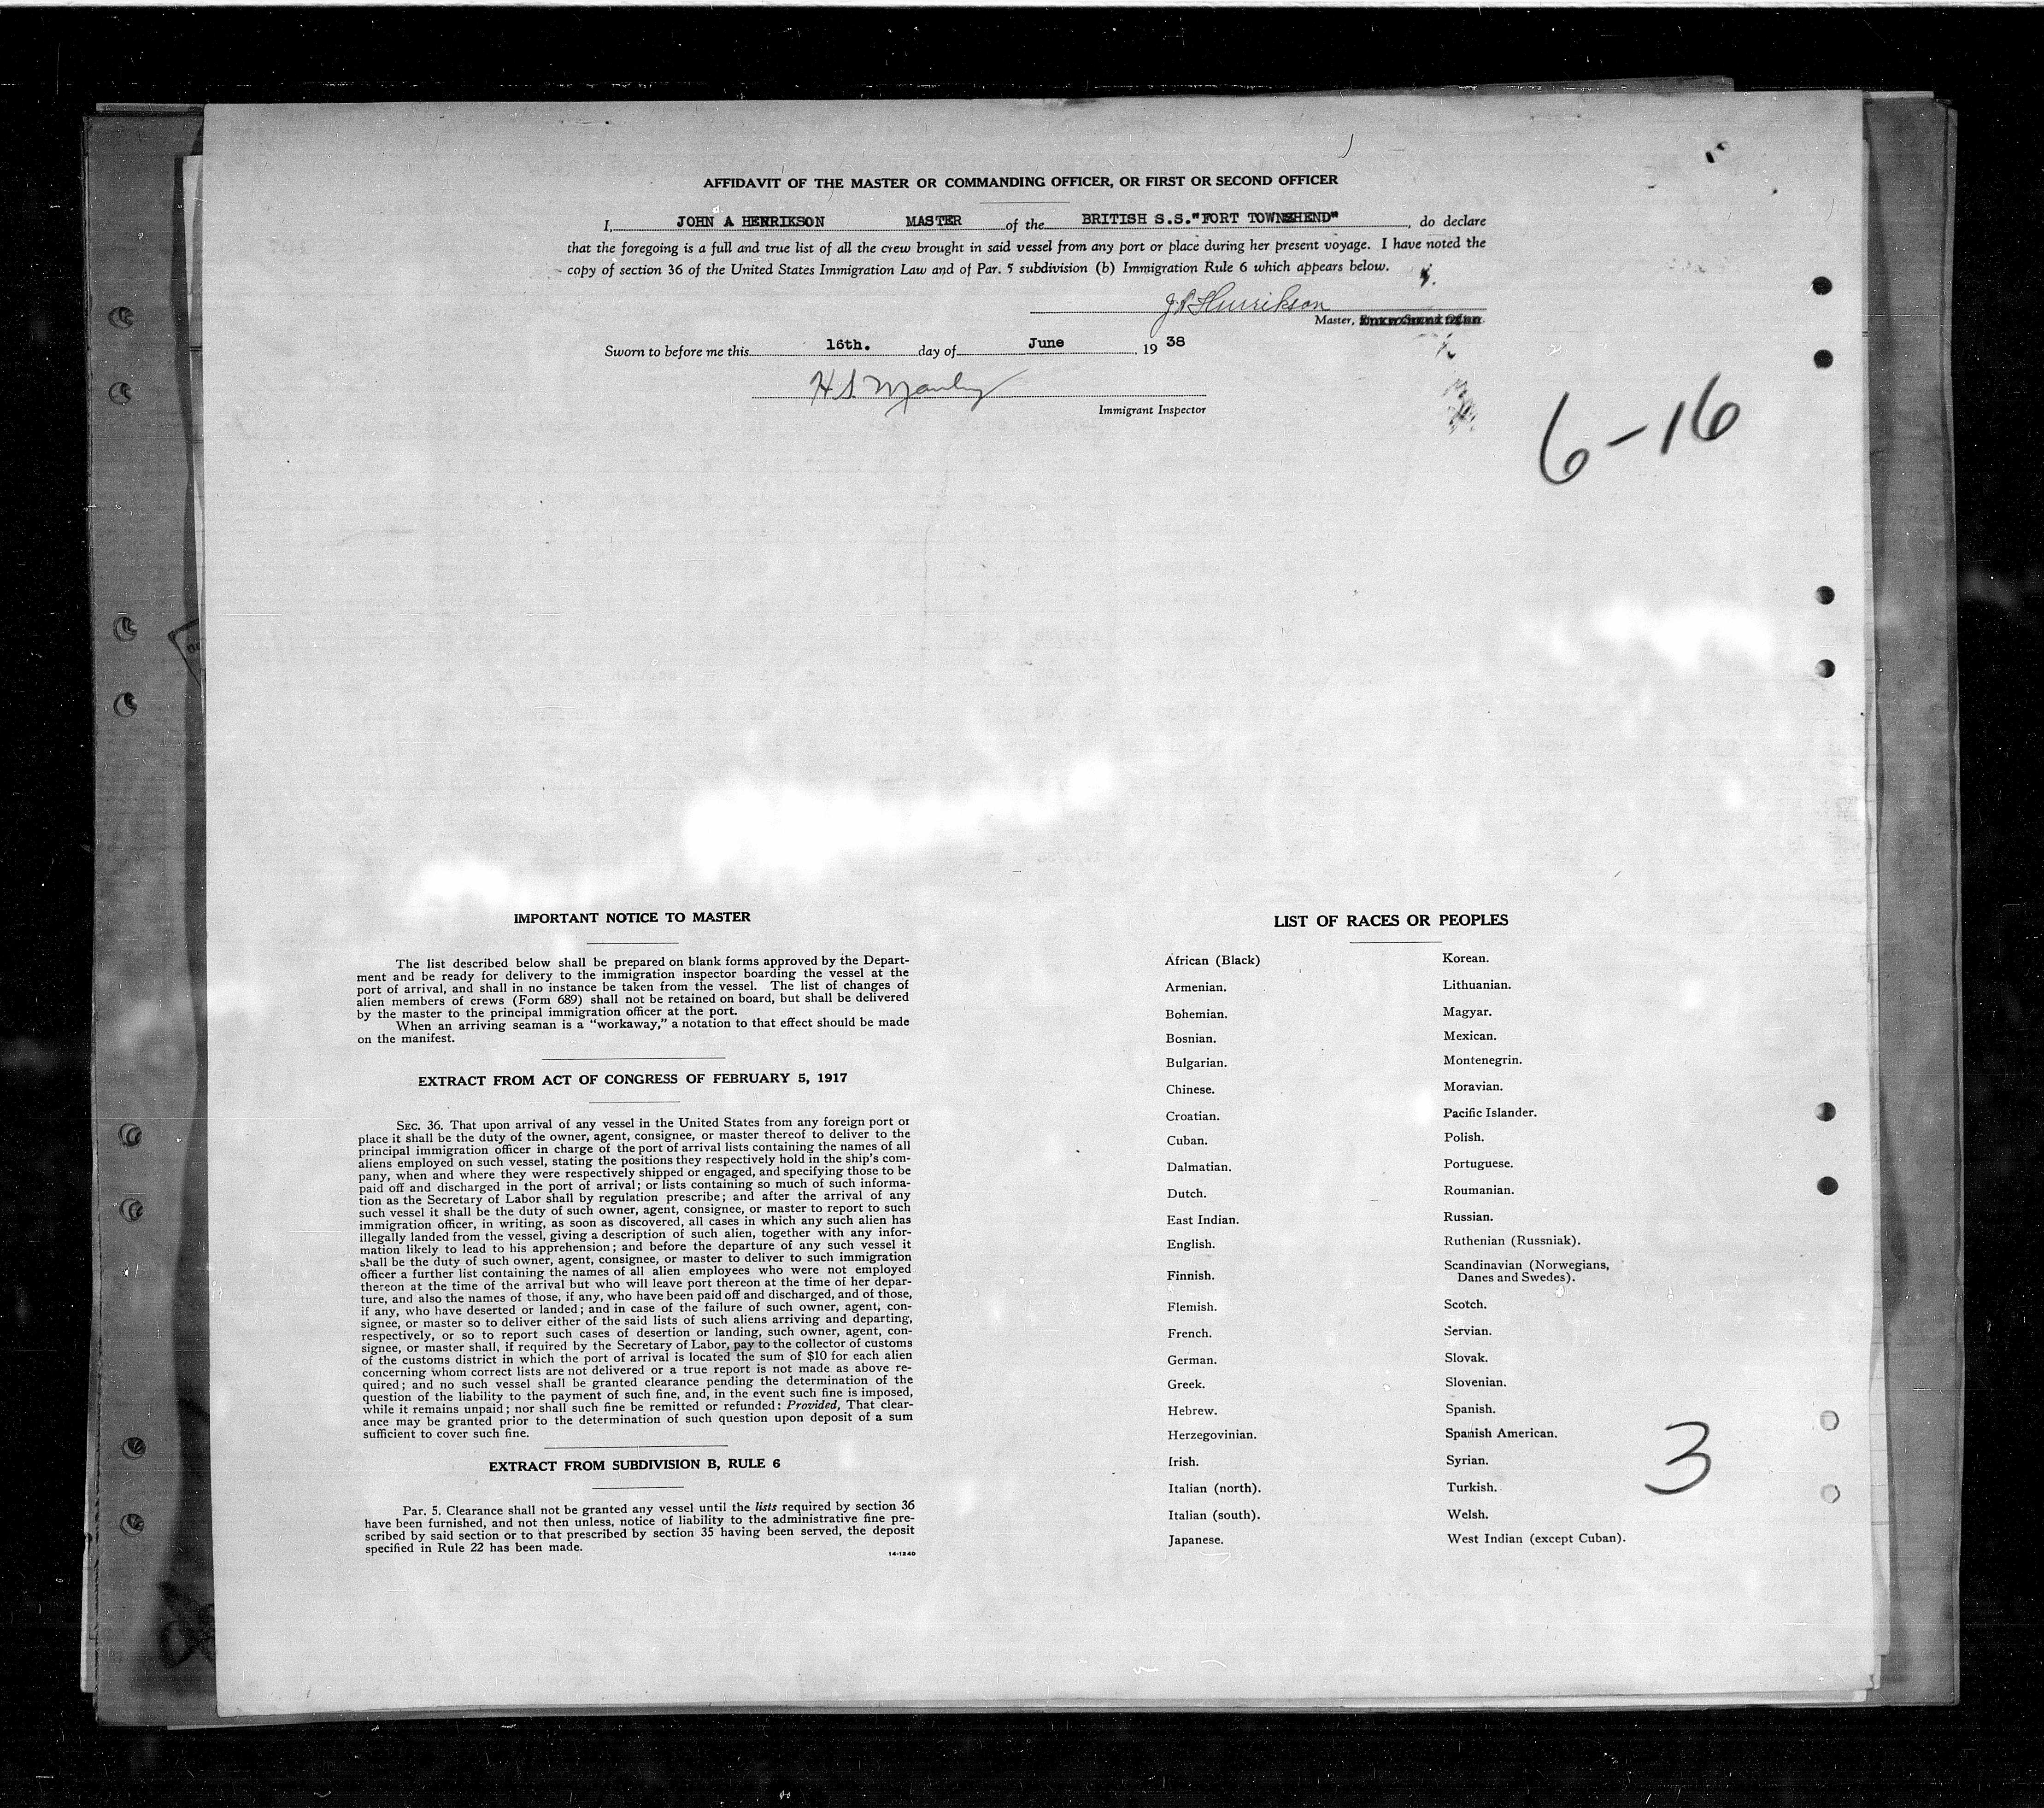 AFFIDAVIT OF THE MASTER OR COMMANDING OFFICER, OR FIRST OR SECOND OFFICER
I, JOHN A HENRIKSON MASTER of the BRITISH S.S."FORT TOWNSHEND", do declare
that the foregoing is a full and true list of all the crew brought in said vessel from any port or place during her present voyage. I have noted the
copy of section 36 of the United States Immigration Law and of Par. 5 subdivision (b) Immigration Rule 6 which appears below.
Henrikson
Master,
Sworn to before me this 16th. day of June, 19 38
H. S. Manley
Immigrant Inspector
6-16
IMPORTANT NOTICE TO MASTER
The list described below shall be prepared on blank forms approved by the Depart-
ment and be ready for delivery to the immigration inspector boarding the vessel at the
port of arrival, and shall in no instance be taken from the vessel. The list of changes of
alien members of crews (Form 689) shall not be retained on board, but shall be delivered
by the master to the principal immigration officer at the port.
When an arriving seaman is a "workaway," a notation to that effect should be made
on the manifest.
EXTRACT FROM ACT OF CONGRESS OF FEBRUARY 5, 1917
SEC. 36. That upon arrival of any vessel in the United States from any foreign port or
place it shall be the duty of the owner, agent, consignee, or master thereof to deliver to the
principal immigration officer in charge of the port of arrival lists containing the names of all
aliens employed on such vessel, stating the positions they respectively hold in the ship's com-
pany, when and where they were respectively shipped or engaged, and specifying those to be
paid off and discharged in the port of arrival; or lists containing so much of such informa-
tion as the Secretary of Labor shall by regulation prescribe; and after the arrival of any
such vessel it shall be the duty of such owner, agent, consignee, or master to report to such
immigration officer, in writing, as soon as discovered, all cases in which any such alien has
illegally landed from the vessel, giving a description of such alien, together with any infor-
mation likely to lead to his apprehension; and before the departure of any such vessel it
shall be the duty of such owner, agent, consignee, or master to deliver to such immigration
officer a further list containing the names of all alien employees who were not employed
thereon at the time of the arrival but who will leave port thereon at the time of her depar-
ture, and also the names of those, if any, who have been paid off and discharged, and of those,
if any, who have deserted or landed; and in case of the failure of such owner, agent, con-
signee, or master so to deliver either of the said lists of such aliens arriving and departing,
respectively, or so to report such cases of desertion or landing, such owner, agent, con-
signee, or master shall, if required by the Secretary of Labor, pay to the collector of customs
of the customs district in which the port of arrival is located the sum of $10 for each alien
concerning whom correct lists are not delivered or a true report is not made as above re-
quired; and no such vessel shall be granted clearance pending the determination of the
question of the liability to the payment of such fine, and, in the event such fine is imposed,
while it remains unpaid; nor shall such fine be remitted or refunded: Provided, That clear-
ance may be granted prior to the determination of such question upon deposit of a sum
sufficient to cover such fine.
EXTRACT FROM SUBDIVISION B, RULE 6
Par. 5. Clearance shall not be granted any vessel until the lists required by section 36
have been furnished, and not then unless, notice of liability to the administrative fine pre-
scribed by said section or to that prescribed by section 35 having been served, the deposit
specified in Rule 22 has been made.
14-1240
LIST OF RACES OR PEOPLES
African (Black)
Armenian.
Bohemian.
Bosnian.
Bulgarian.
Chinese.
Croatian.
Cuban.
Dalmatian.
Dutch.
East Indian.
English.
Finnish.
Flemish.
French.
German.
Greek.
Hebrew.
Herzegovinian.
Irish.
Italian (north).
Italian (south).
Japanese.
Korean.
Lithuanian.
Magyar.
Mexican.
Montenegrin.
Moravian.
Pacific Islander.
Polish.
Portuguese.
Roumanian.
Russian.
Ruthenian (Russniak).
Scandinavian (Norwegians,
Danes and Swedes).
Scotch.
Servian.
Slovak.
Slovenian.
Spanish.
Spanish American.
Syrian.
Turkish.
Welsh.
West Indian (except Cuban).
3